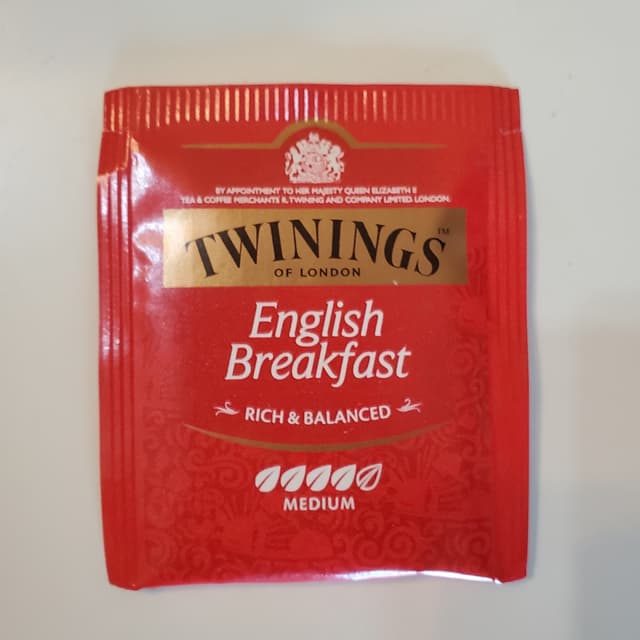 BY APPOINTMENT TO HER MAJESTY QUEEN ELIZABETH II
TEA & COFFEE MERCHANTS R. TWINING AND COMPANY LIMITED. LONDON.
TWININGS™
OF LONDON
English
Breakfast
RICH & BALANCED
MEDIUM